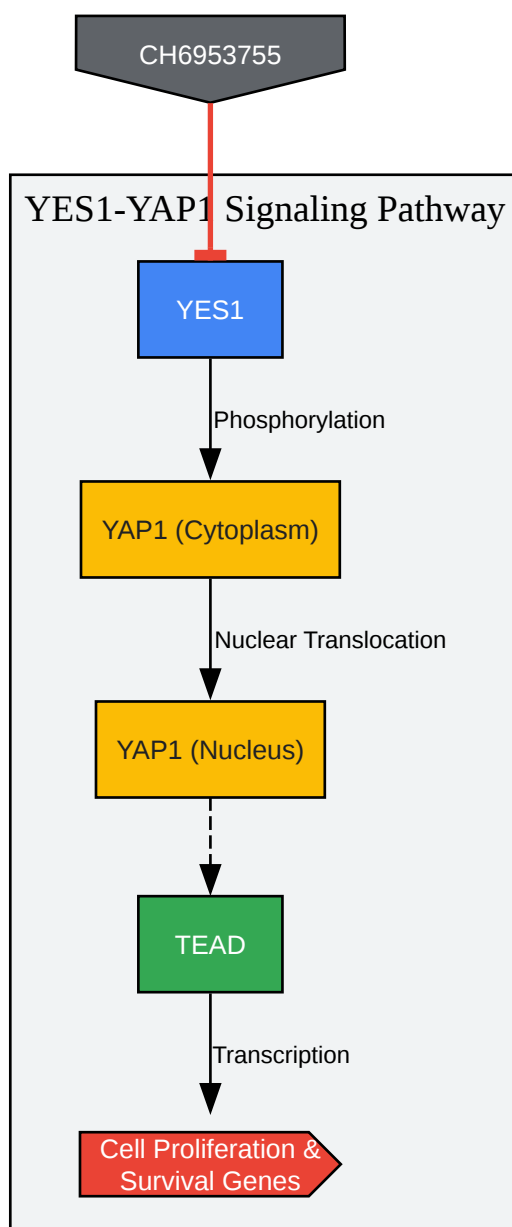 CH6953755
YES1-YAP1 Signaling Pathway
YES1
Phosphorylation
YAP1 (Cytoplasm)
Nuclear Translocation
YAP1 (Nucleus)
TEAD
Transcription
Cell Proliferation &
Survival Genes